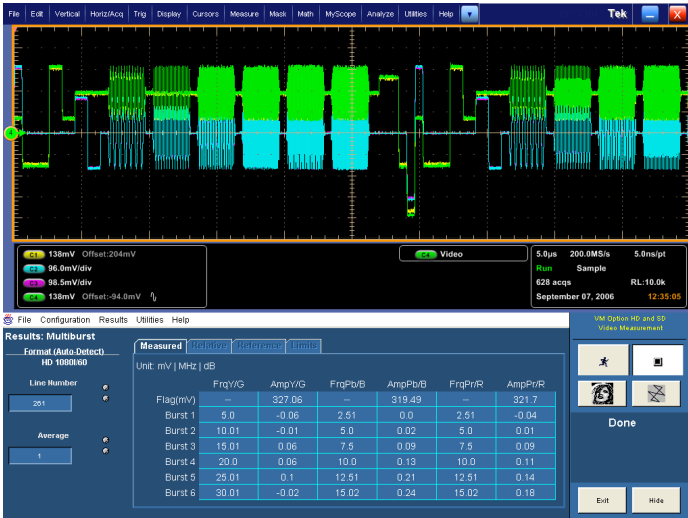 File Edit Vertical Horiz/Acq Trig Display Cursors Measure Mask Math MyScope Analyze Utilities Help Tek X
4
C1 138mV Offset:204mV
C2 96.0mV/div
C3 98.5mV/div
C4 138mV Offset:-94.0mV
C4 Video
5.0µs 200.0MS/s 5.0ns/pt
Run Sample
628 acqs RL:10.0k
September 07, 2006 12:35:05
File Configuration Results Utilities Help
Results: Multiburst
Format (Auto-Detect)
HD 1080I/60
Line Number
261
Average
1
Measured Relative Reference Limits
Unit: mV | MHz | dB
FrqY/G AmpY/G FrqPb/B AmpPb/B FrqPr/R AmpPr/R
Flag(mV) -- 327.06 -- 319.49 -- 321.7
Burst 1 5.0 -0.06 2.51 0.0 2.51 -0.04
Burst 2 10.01 -0.01 5.0 0.02 5.0 0.01
Burst 3 15.01 0.06 7.5 0.09 7.5 0.09
Burst 4 20.0 0.06 10.0 0.13 10.0 0.11
Burst 5 25.01 0.1 12.51 0.21 12.51 0.14
Burst 6 30.01 -0.02 15.02 0.24 15.02 0.18
VM Option HD and SD
Video Measurement
Done
Exit Hide